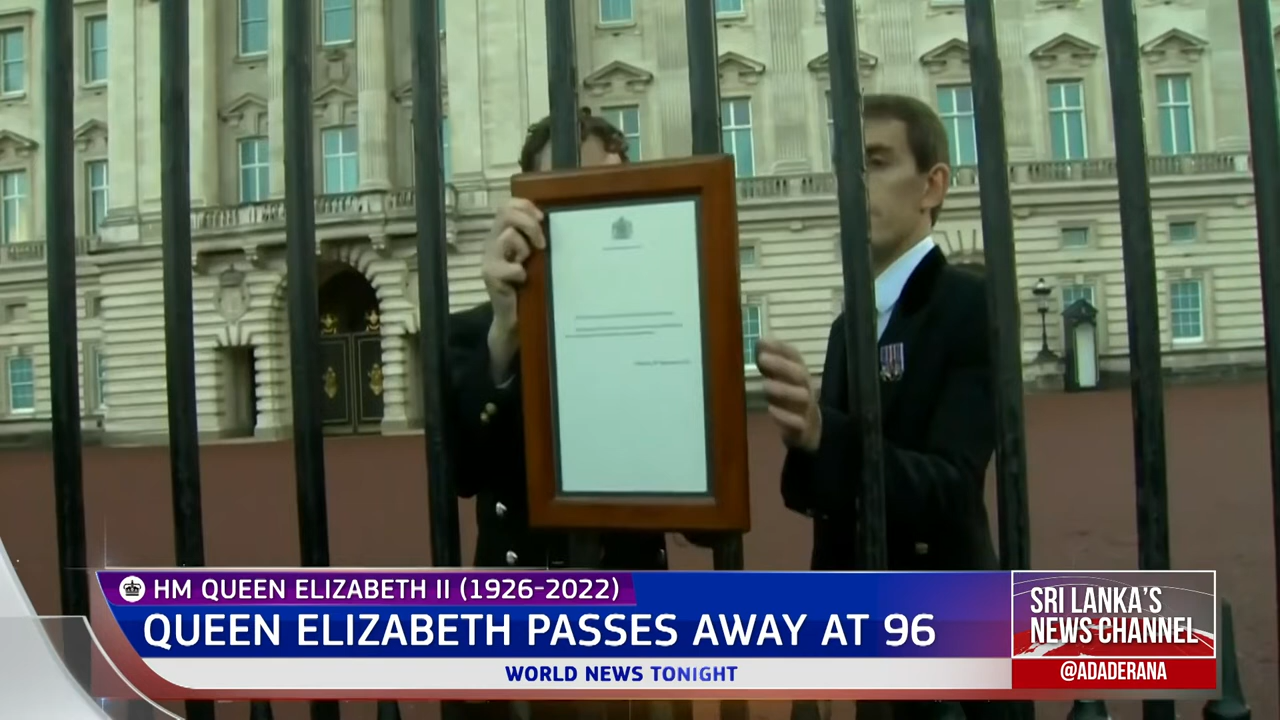 HM QUEEN ELIZABETH II (1926-2022)
QUEEN ELIZABETH PASSES AWAY AT 96
WORLD NEWS TONIGHT
SRI LANKA'S
NEWS CHANNEL
@ADADERANA